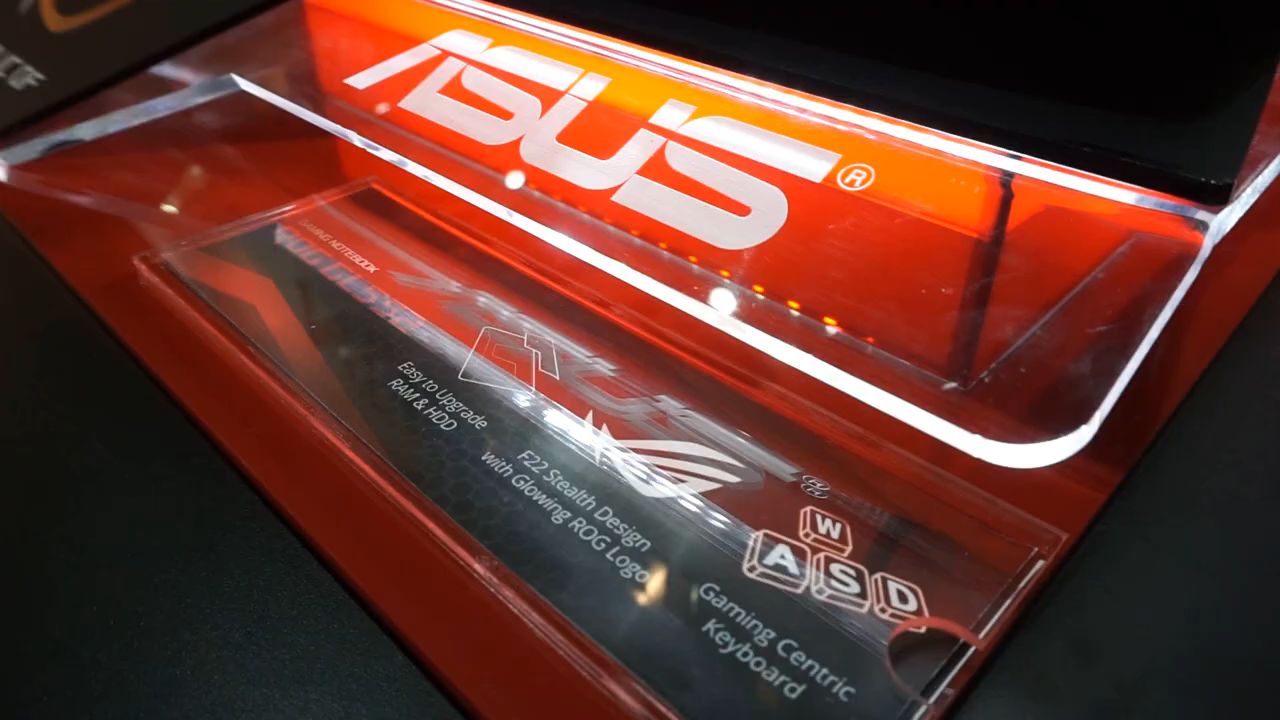 ASUS®
GAMING NOTEBOOK
Easy to Upgrade
RAM & HDD
F22 Stealth Design
with Glowing ROG Logo
W
A S D
Gaming Centric
Keyboard